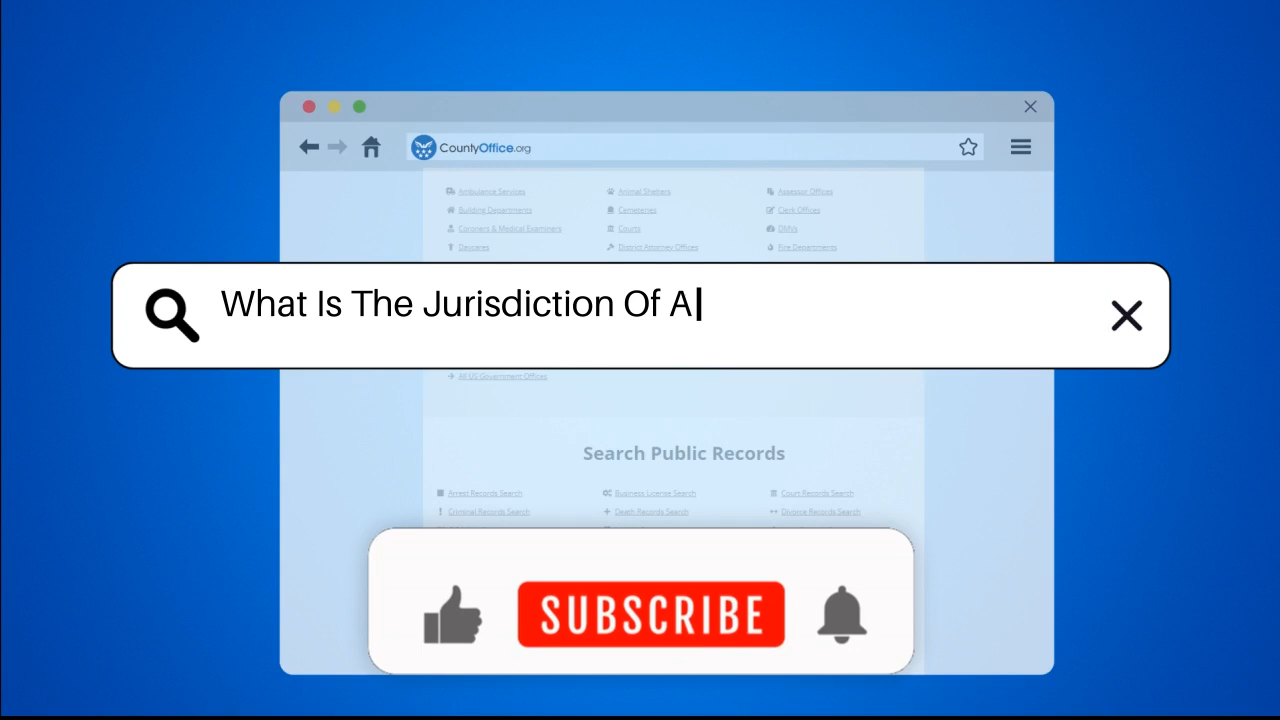 CountyOffice.org
Ambulance Services
Animal Shelters
Assessor Offices
Building Departments
Cemeteries
Clerk Offices
Coroners & Medical Examiners
Courts
DMVs
Daycares
District Attorney Offices
Fire Departments
What Is The Jurisdiction Of A
All US Government Offices
Search Public Records
Arrest Records Search
Business License Search
Court Records Search
Criminal Records Search
Death Records Search
Divorce Records Search
SUBSCRIBE